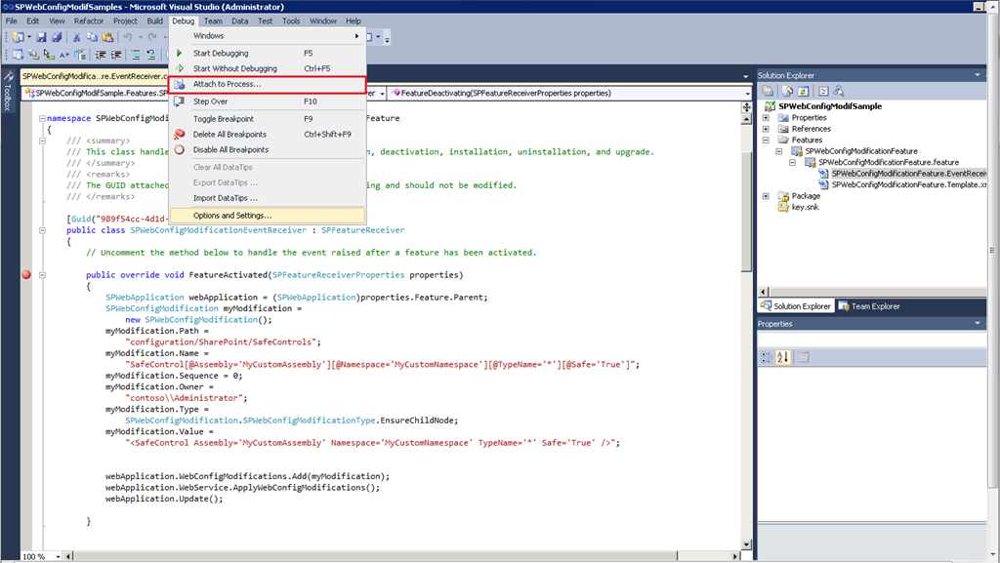 SPWebConfigModifSamples - Microsoft Visual Studio (Administrator)
File Edit View Refactor Project Build Debug Team Data Test Tools Window Help
Windows
Start Debugging F5
Start Without Debugging Ctrl+F5
Attach to Process...
Step Over F10
Toggle Breakpoint F9
Delete All Breakpoints Ctrl+Shift+F9
Disable All Breakpoints
Clear All DataTips
Export DataTips ...
Import DataTips ...
Options and Settings...
Toolbox
SPWebConfigModifica...re.EventReceiver.c
SPWebConfigModifSample.Features.SP
er
FeatureDeactivating(SPFeatureReceiverProperties properties)
namespace SPWebConfigMod Feature
{
/// <summary>
/// This class handle n, deactivation, installation, uninstallation, and upgrade.
/// </summary>
/// <remarks>
/// The GUID attached ing and should not be modified.
/// </remarks>
[Guid("989f54cc-4d1d-
public class SPWebConfigModificationEventReceiver : SPFeatureReceiver
{
// Uncomment the method below to handle the event raised after a feature has been activated.
public override void FeatureActivated(SPFeatureReceiverProperties properties)
{
SPWebApplication webApplication = (SPWebApplication)properties.Feature.Parent;
SPWebConfigModification myModification =
new SPWebConfigModification();
myModification.Path =
"configuration/SharePoint/SafeControls";
myModification.Name =
"SafeControl[@Assembly='MyCustomAssembly'][@Namespace='MyCustomNamespace'][@TypeName='*'][@Safe='True']";
myModification.Sequence = 0;
myModification.Owner =
"contoso\\Administrator";
myModification.Type =
SPWebConfigModification.SPWebConfigModificationType.EnsureChildNode;
myModification.Value =
"<SafeControl Assembly='MyCustomAssembly' Namespace='MyCustomNamespace' TypeName='*' Safe='True' />";
webApplication.WebConfigModifications.Add(myModification);
webApplication.WebService.ApplyWebConfigModifications();
webApplication.Update();
}
100 %
Solution Explorer
SPWebConfigModifSample
Properties
References
Features
SPWebConfigModificationFeature
SPWebConfigModificationFeature.feature
SPWebConfigModificationFeature.EventRecei
SPWebConfigModificationFeature.Template.x
Package
key.snk
Solution Explorer Team Explorer
Properties